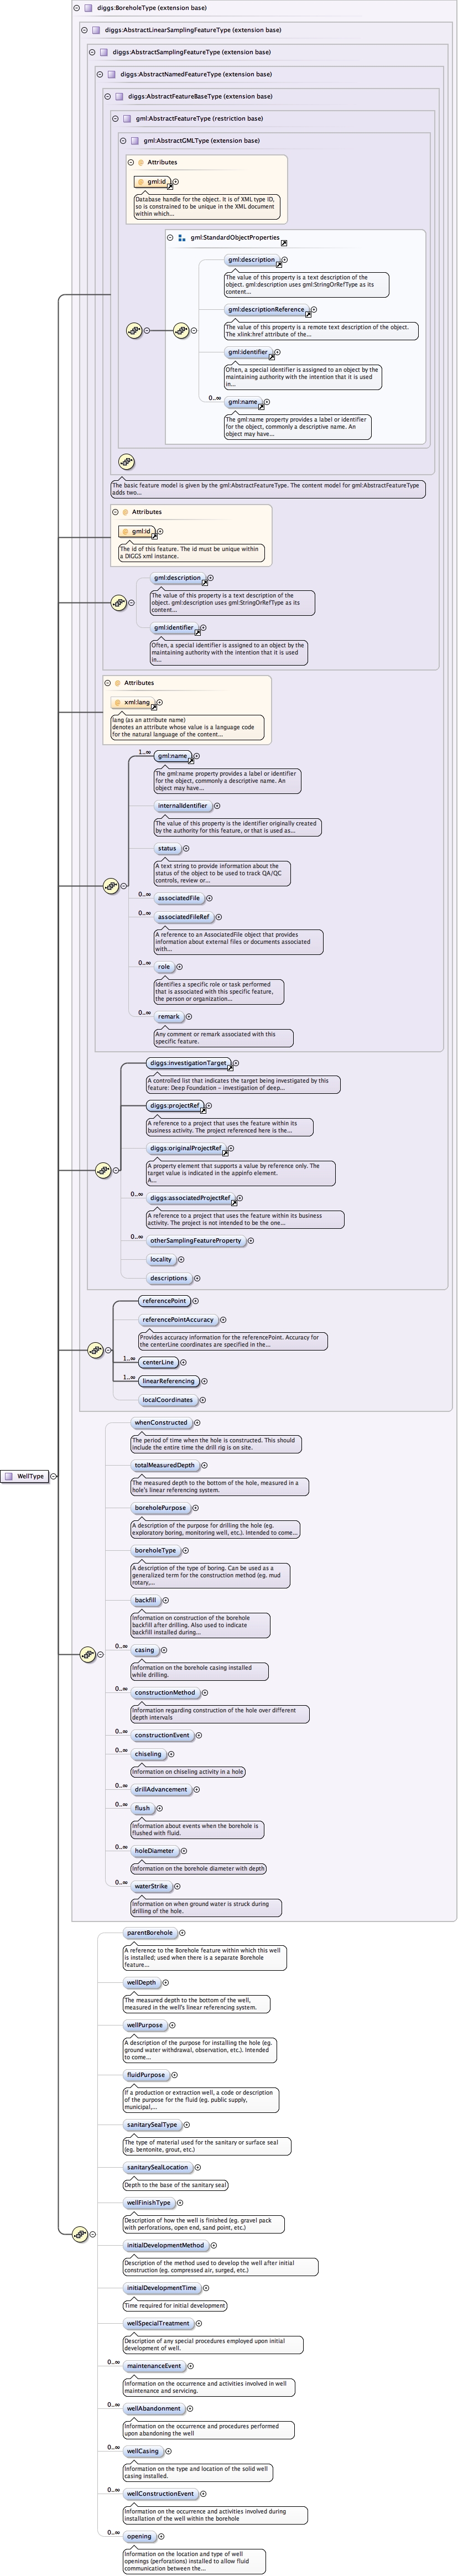 diggs:BoreholeType (extension base)
diggs:AbstractLinearSamplingFeatureType (extension base)
diggs:AbstractSamplingFeatureType (extension base)
diggs:AbstractNamedFeatureType (extension base)
diggs:AbstractFeatureBaseType (extension base)
gml:AbstractFeatureType (restriction base)
gml:AbstractGMLType (extension base)
Attributes
gml:id
Database handle for the object. It is of XML type ID,
so is constrained to be unique in the XML document
within which...
gml:StandardObjectProperties
gml:description
The value of this property is a text description of the
object. gml:description uses gml:StringOrRefType as its
content...
gml:descriptionReference
The value of this property is a remote text description of the object.
The xlink:href attribute of the...
gml:identifier
Often, a special identifier is assigned to an object by the
maintaining authority with the intention that it is used
in...
0..∞
gml:name
The gml:name property provides a label or identifier
for the object, commonly a descriptive name. An
object may have...
The basic feature model is given by the gml:AbstractFeatureType. The content model for gml:AbstractFeatureType
adds two...
Attributes
gml:id
The id of this feature. The id must be unique within
a DIGGS xml instance.
gml:description
The value of this property is a text description of the
object. gml:description uses gml:StringOrRefType as its
content...
gml:identifier
Often, a special identifier is assigned to an object by the
maintaining authority with the intention that it is used
in...
Attributes
xml:lang
lang (as an attribute name)
denotes an attribute whose value is a language code
for the natural language of the content...
1..∞
gml:name
The gml:name property provides a label or identifier
for the object, commonly a descriptive name. An
object may have...
internalIdentifier
The value of this property is the identifier originally created
by the authority for this feature, or that is used as...
status
A text string to provide information about the
status of the object to be used to track QA/QC
controls, review or...
0..∞
associatedFile
0..∞
associatedFileRef
A reference to an AssociatedFile object that provides
information about external files or documents associated
with...
0..∞
role
Identifies a specific role or task performed
that is associated with this specific feature,
the person or organization...
0..∞
remark
Any comment or remark associated with this
specific feature.
diggs:investigationTarget
A controlled list that indicates the target being investigated by this
feature: Deep Foundation - investigation of deep...
diggs:projectRef
A reference to a project that uses the feature within its
business activity. The project referenced here is the...
diggs:originalProjectRef
A property element that supports a value by reference only. The
target value is indicated in the appinfo element.
A...
0..∞
diggs:associatedProjectRef
A reference to a project that uses the feature within its business
activity. The project is not intended to be the one...
0..∞
otherSamplingFeatureProperty
locality
descriptions
referencePoint
referencePointAccuracy
Provides accuracy information for the referencePoint. Accuracy for
the centerLine coordinates are specified in the...
1..∞
centerLine
1..∞
linearReferencing
localCoordinates
whenConstructed
The period of time when the hole is constructed. This should
include the entire time the drill rig is on site.
totalMeasuredDepth
The measured depth to the bottom of the hole, measured in a
hole's linear referencing system.
boreholePurpose
A description of the purpose for drilling the hole (eg.
exploratory boring, monitoring well, etc.). Intended to come...
boreholeType
A description of the type of boring. Can be used as a
generalized term for the construction method (eg. mud
rotary,...
backfill
Information on construction of the borehole
backfill after drilling. Also used to indicate
backfill installed during...
WellType
0..∞
casing
Information on the borehole casing installed
while drilling.
0..∞
constructionMethod
Information regarding construction of the hole over different
depth intervals
0..∞
constructionEvent
0..∞
chiseling
Information on chiseling activity in a hole
0..∞
drillAdvancement
0..∞
flush
Information about events when the borehole is
flushed with fluid.
0..∞
holeDiameter
Information on the borehole diameter with depth
0..∞
waterStrike
Information on when ground water is struck during
drilling of the hole.
parentBorehole
A reference to the Borehole feature within which this well
is installed; used when there is a separate Borehole
feature...
wellDepth
The measured depth to the bottom of the well,
measured in the well's linear referencing system.
wellPurpose
A description of the purpose for installing the hole (eg.
ground water withdrawal, observation, etc.). Intended
to come...
fluidPurpose
If a production or extraction well, a code or description
of the purpose for the fluid (eg. public supply,
municipal,...
sanitarySealType
The type of material used for the sanitary or surface seal
(eg. bentonite, grout, etc.)
sanitarySealLocation
Depth to the base of the sanitary seal
wellFinishType
Description of how the well is finished (eg. gravel pack
with perforations, open end, sand point, etc.)
initialDevelopmentMethod
Description of the method used to develop the well after initial
construction (eg. compressed air, surged, etc.)
initialDevelopmentTime
Time required for initial development
wellSpecialTreatment
Description of any special procedures employed upon initial
development of well.
0..∞
maintenanceEvent
Information on the occurrence and activities involved in well
maintenance and servicing.
0..∞
wellAbandonment
Information on the occurrence and procedures performed
upon abandoning the well
0..∞
wellCasing
Information on the type and location of the solid well
casing installed.
0..∞
wellConstructionEvent
Information on the occurrence and activities involved during
installation of the well within the borehole
0..∞
opening
Information on the location and type of well
openings (perforations) installed to allow fluid
communication between the...